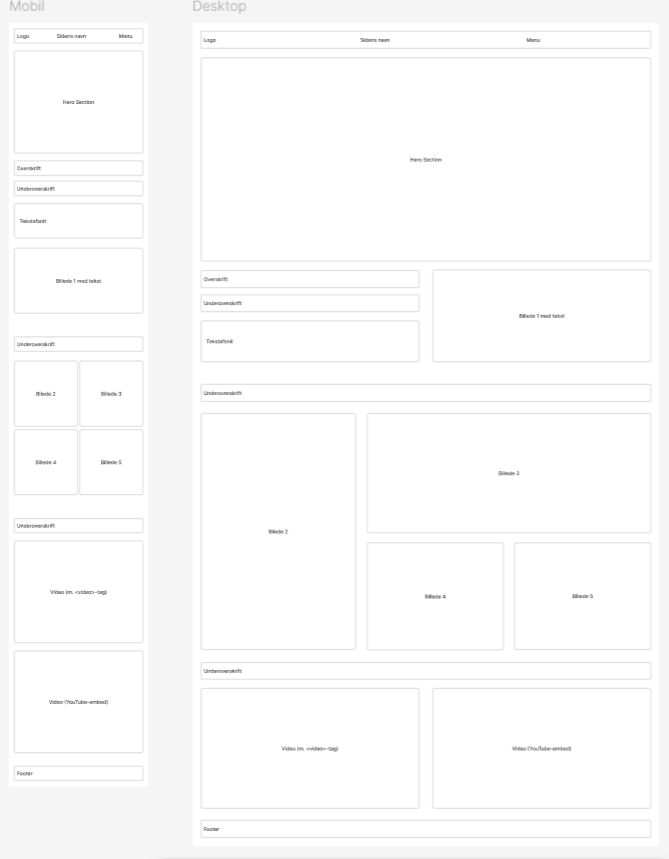 Mobil
Logo Sidens navn Menu
Hero Section
Overskrift
Underoverskrift
Tekstafsnit
Billede 1 med tekst
Underoverskrift
Billede 2 Billede 3
Billede 4 Billede 5
Underoverskrift
Video (m. <video>-tag)
Video (YouTube-embed)
Footer
Desktop
Logo Sidens navn Menu
Hero Section
Overskrift
Underoverskrift
Tekstafsnit
Billede 1 med tekst
Underoverskrift
Billede 2
Billede 3
Billede 4 Billede 5
Underoverskrift
Video (m. <video>-tag) Video (YouTube-embed)
Footer